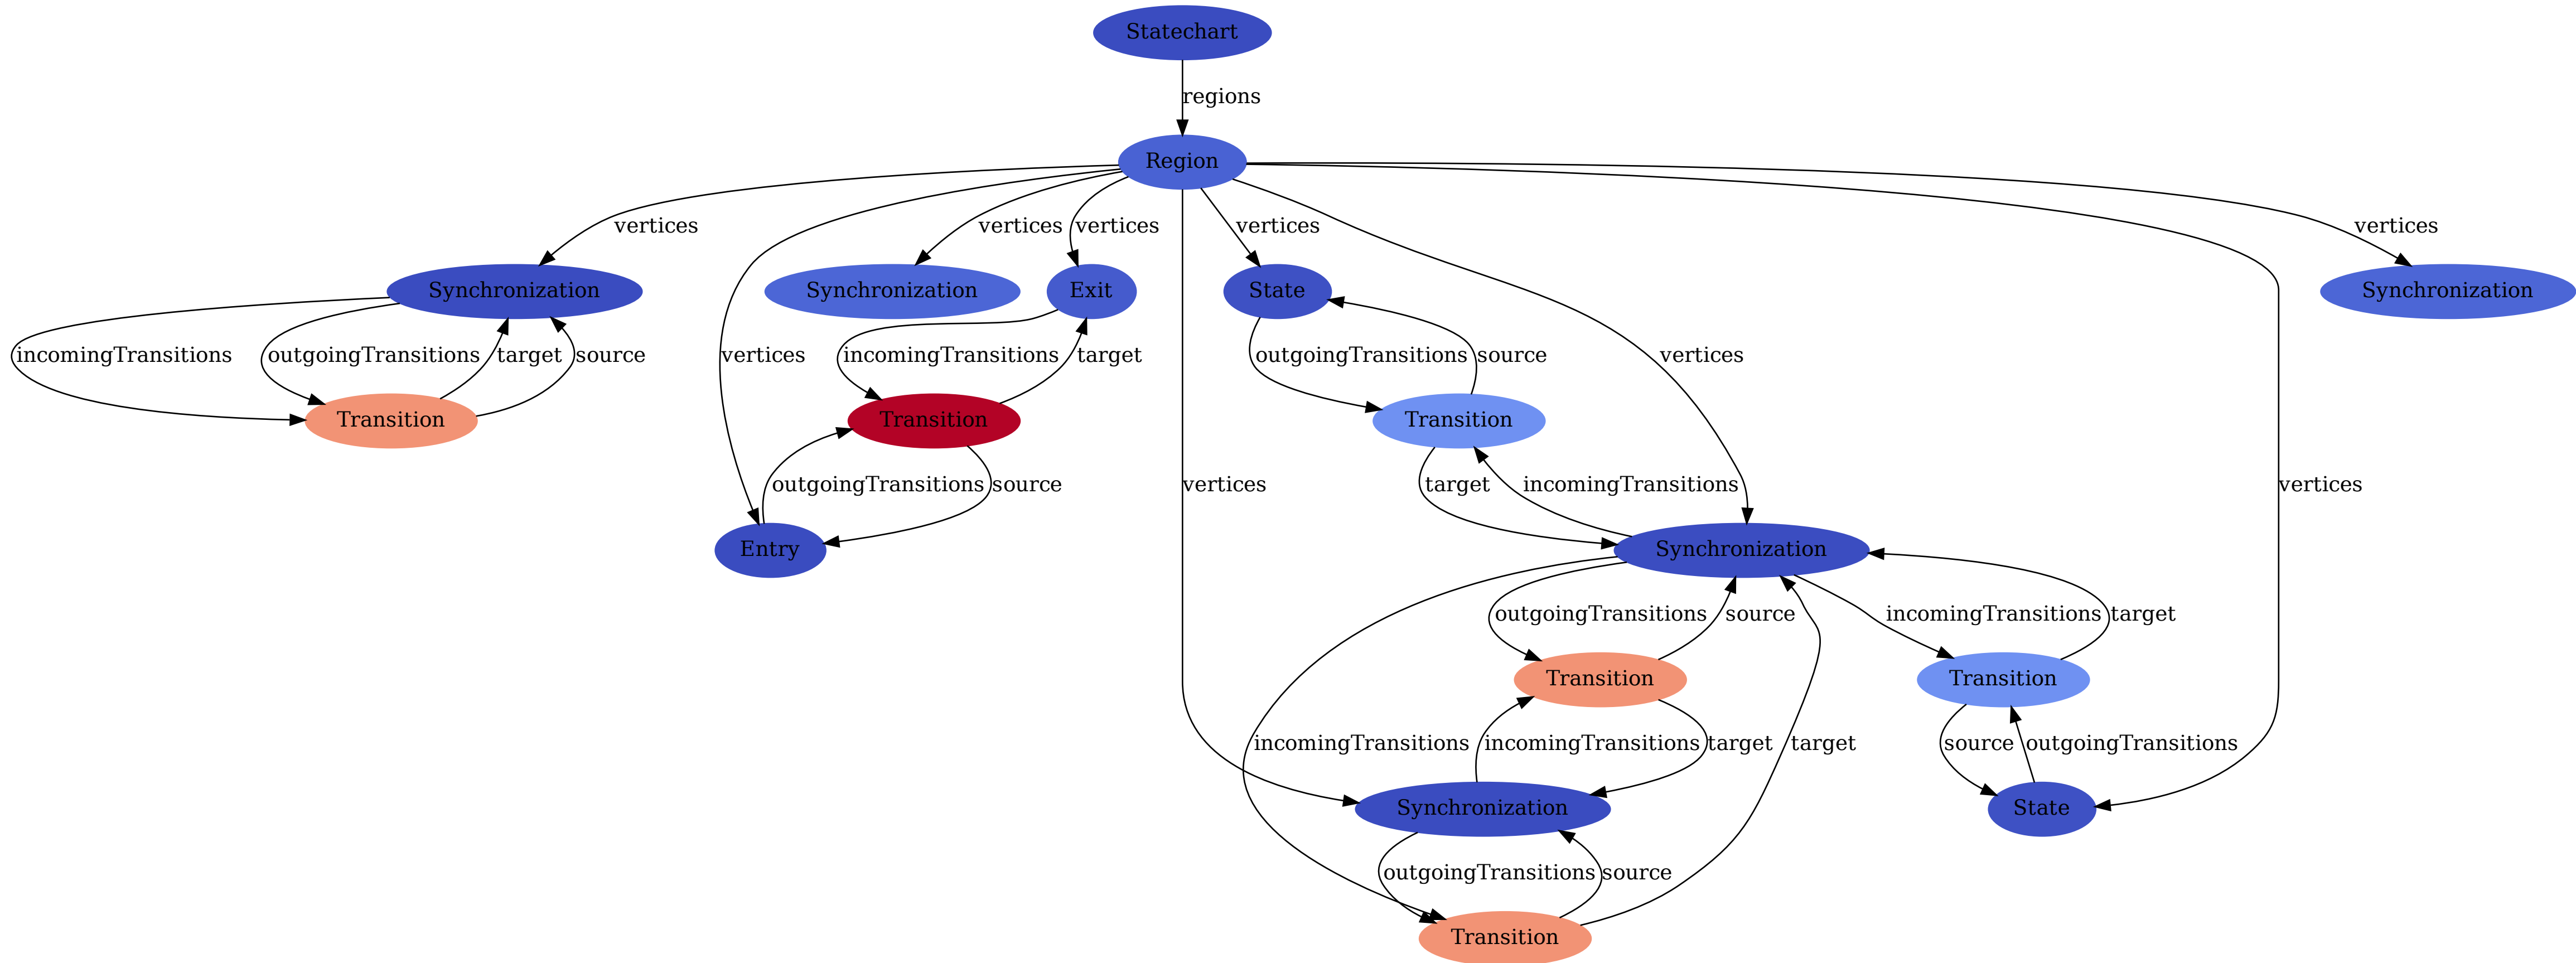 Statechart
regions
Region
vertices
vertices
vertices
vertices
vertices
Synchronization
Synchronization
Exit
State
Synchronization
incomingTransitions
outgoingTransitions
target
source
vertices
incomingTransitions
target
outgoingTransitions
source
vertices
Transition
Transition
Transition
outgoingTransitions
source
vertices
target
incomingTransitions
vertices
Entry
Synchronization
outgoingTransitions
source
incomingTransitions
target
Transition
Transition
incomingTransitions
incomingTransitions
target
target
source
outgoingTransitions
Synchronization
State
outgoingTransitions
source
Transition